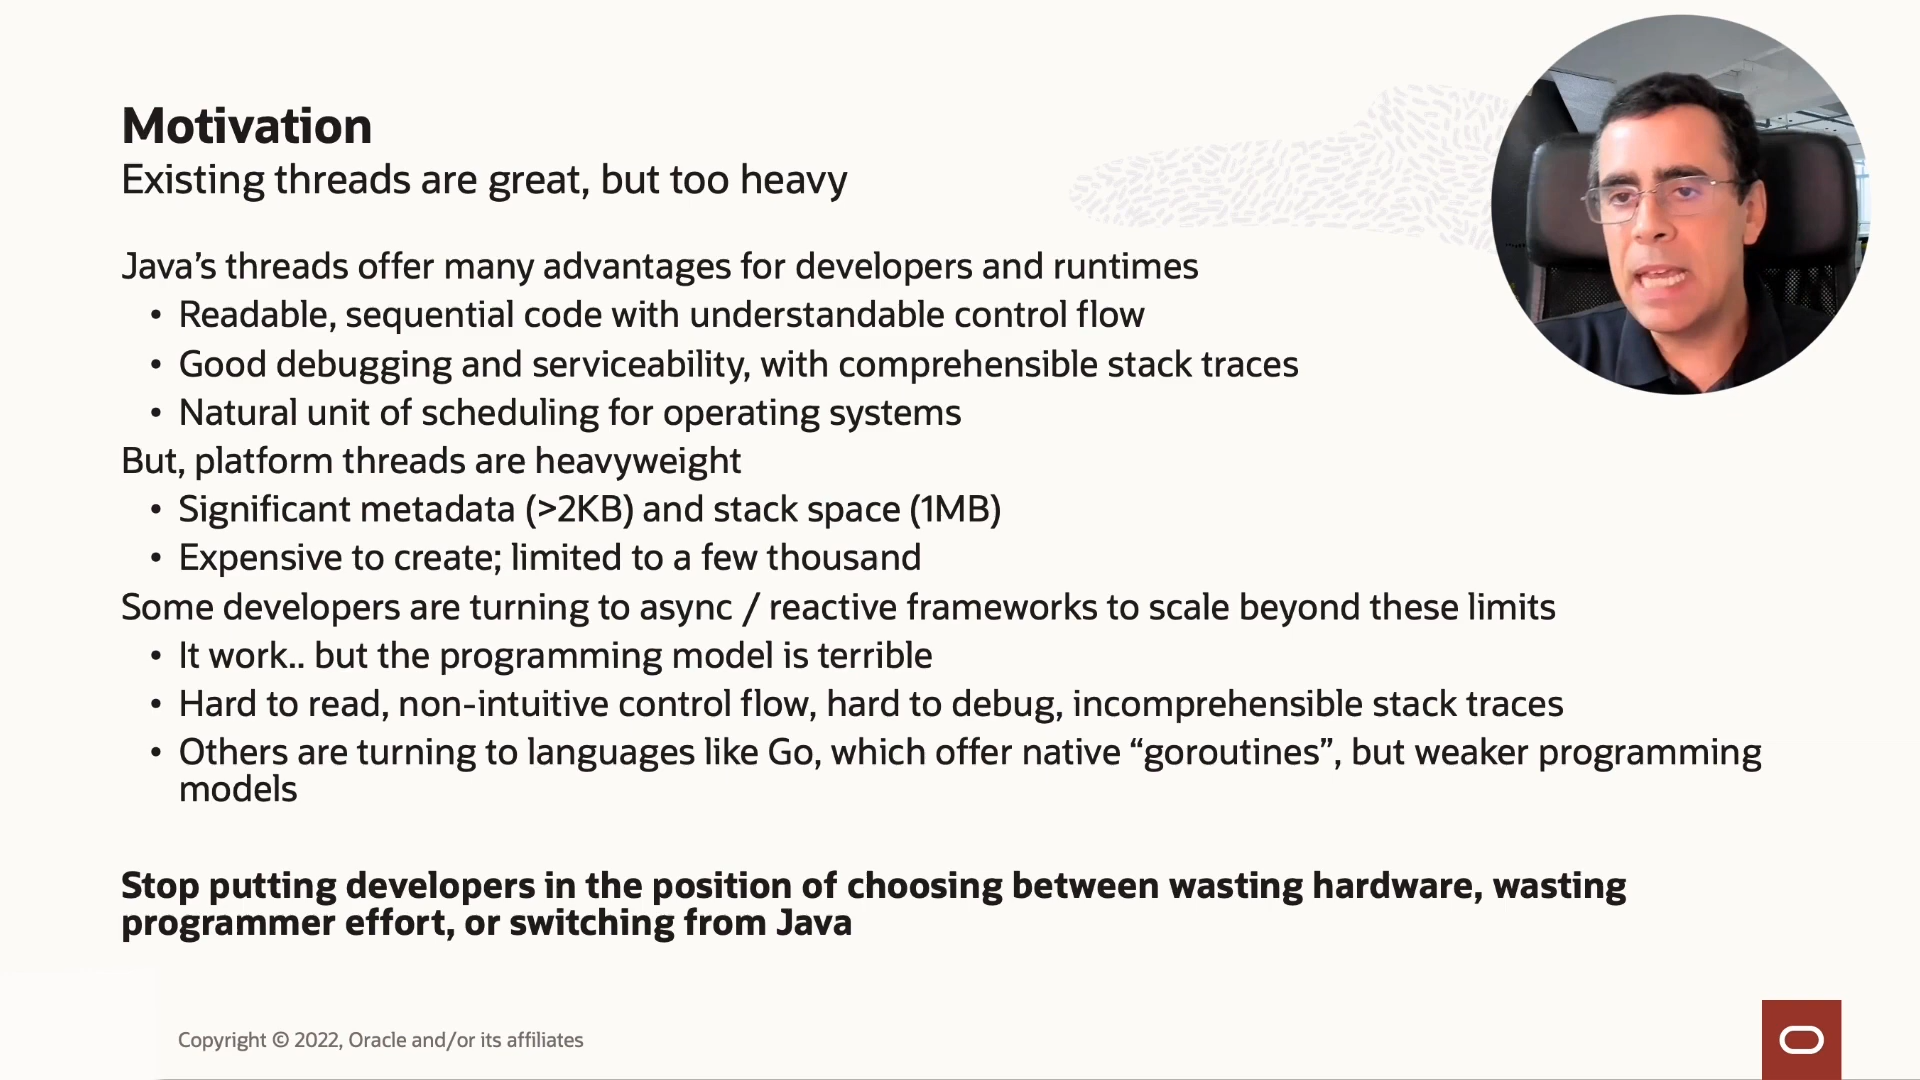 Motivation
Existing threads are great, but too heavy
Java’s threads offer many advantages for developers and runtimes
• Readable, sequential code with understandable control flow
• Good debugging and serviceability, with comprehensible stack traces
• Natural unit of scheduling for operating systems
But, platform threads are heavyweight
• Significant metadata (>2KB) and stack space (1MB)
• Expensive to create; limited to a few thousand
Some developers are turning to async / reactive frameworks to scale beyond these limits
• It work.. but the programming model is terrible
• Hard to read, non-intuitive control flow, hard to debug, incomprehensible stack traces
• Others are turning to languages like Go, which offer native “goroutines”, but weaker programming
models
Stop putting developers in the position of choosing between wasting hardware, wasting
programmer effort, or switching from Java
Copyright © 2022, Oracle and/or its affiliates